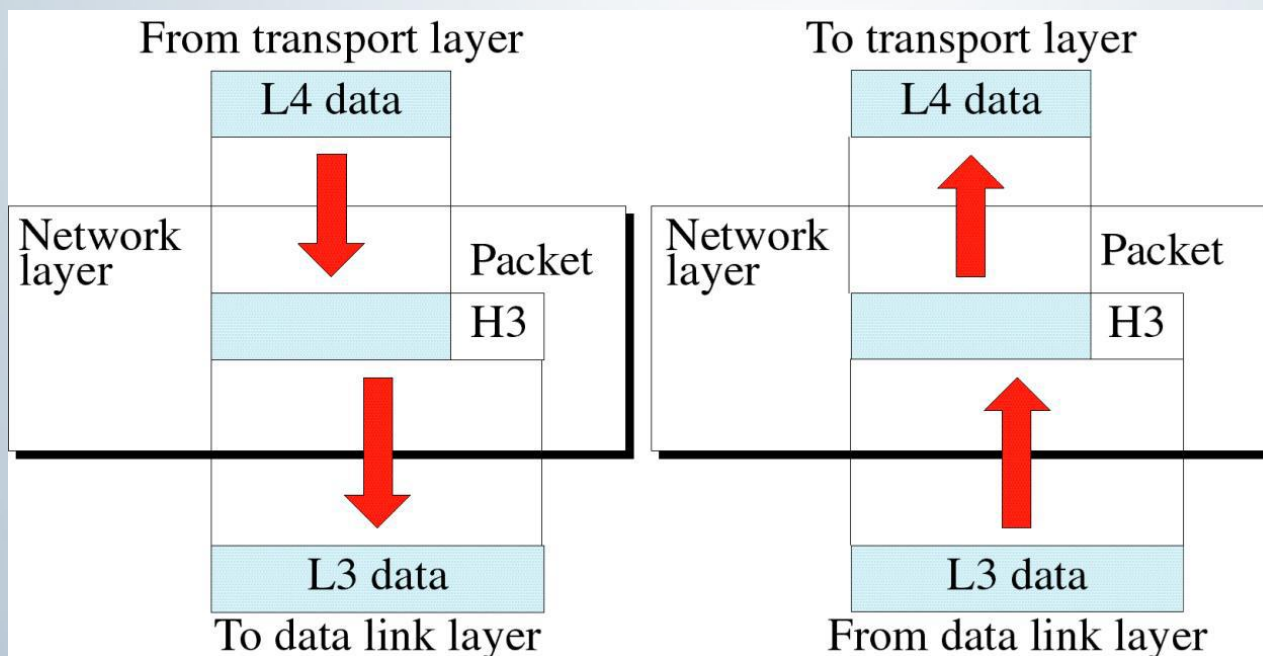 From transport layer
L4 data
Network
layer
Packet
H3
L3 data
To data link layer
To transport layer
L4 data
Network
layer
Packet
H3
L3 data
From data link layer